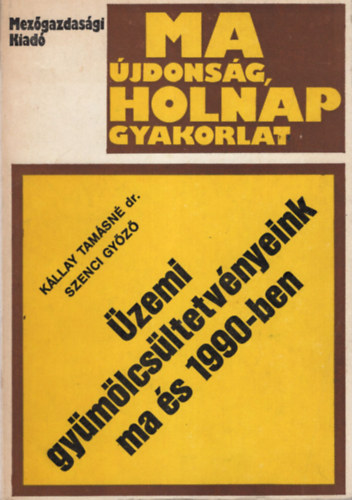 Mezőgazdasági
Kiadó
MA
ÚJDONSÁG,
HOLNAP
GYAKORLAT
KÁLLAY TAMÁSNÉ dr.
SZENCI GYŐZŐ
Üzemi
gyümölcsültetvényeink
ma és 1990-ben